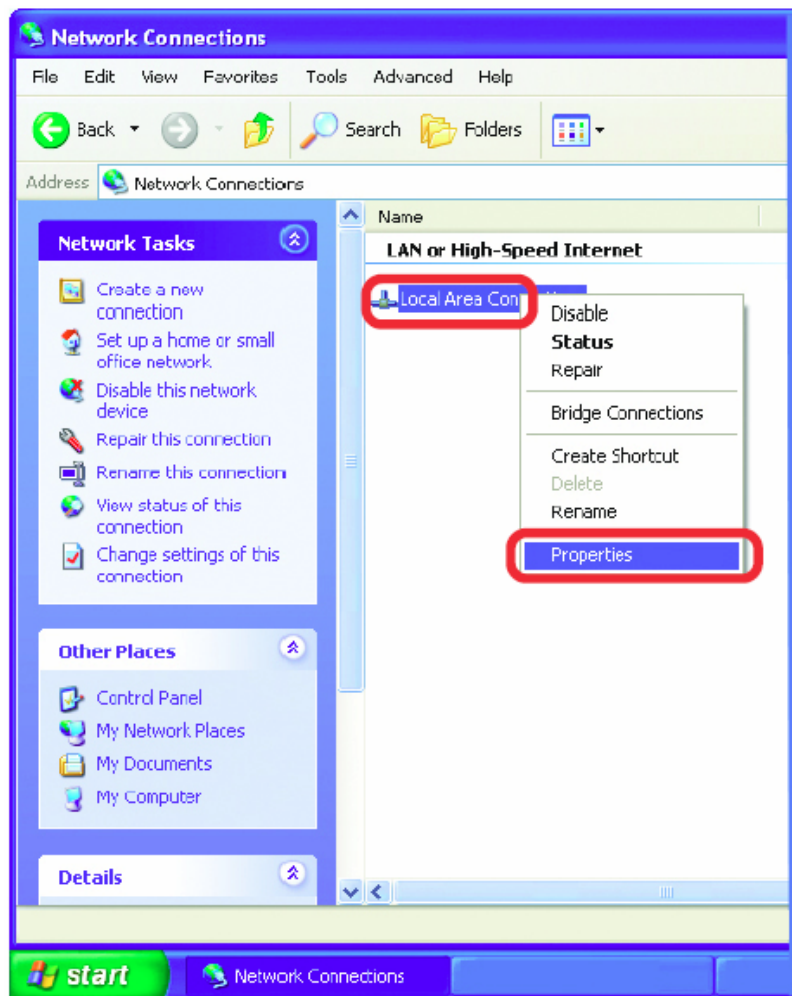 Network Connections
File Edit View Favorites Tools Advanced Help
Back Search Folders
Address Network Connections
Network Tasks
Create a new
connection
Set up a home or small
office network
Disable this network
device
Repair this connection
Rename this connection
View status of this
connection
Change settings of this
connection
Other Places
Control Panel
My Network Places
My Documents
My Computer
Details
Name
LAN or High-Speed Internet
Local Area Con
Disable
Status
Repair
Bridge Connections
Create Shortcut
Delete
Rename
Properties
start Network Connections